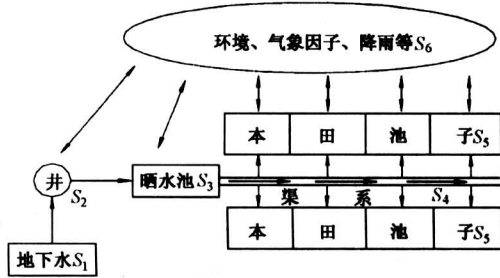 环境、气象因子、降雨等S₆
本 田 池 子S₅
井 S₂ 晒水池S₃ 渠 系 S₄
本 田 池 子S₅
地下水S₁